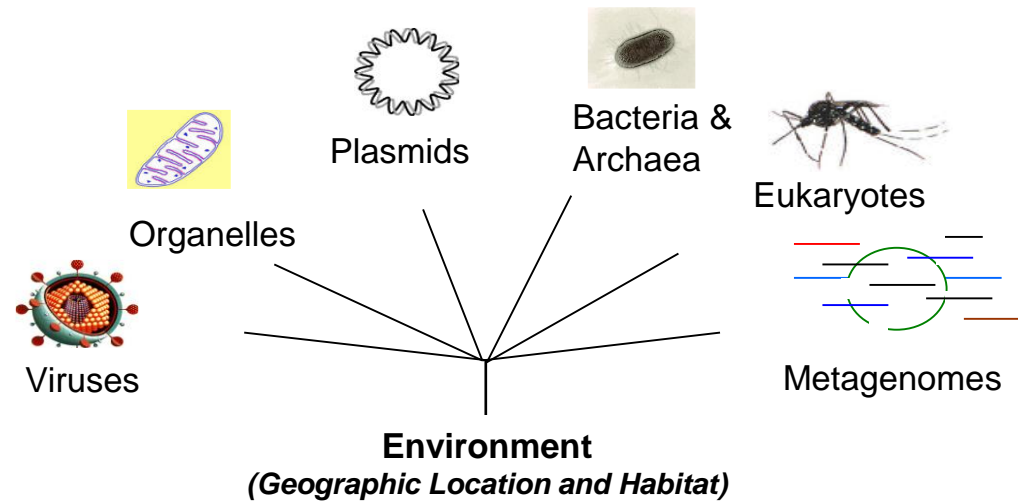 Plasmids
Bacteria &
Archaea
Eukaryotes
Organelles
Viruses
Metagenomes
Environment
(Geographic Location and Habitat)